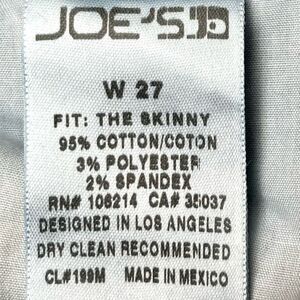 JOE'S
W 27
FIT: THE SKINNY
95% COTTON/COTON
3% POLYESTER
2% SPANDEX
RN# 106214 CA# 35037
DESIGNED IN LOS ANGELES
DRY CLEAN RECOMMENDED
CL#199M MADE IN MEXICO